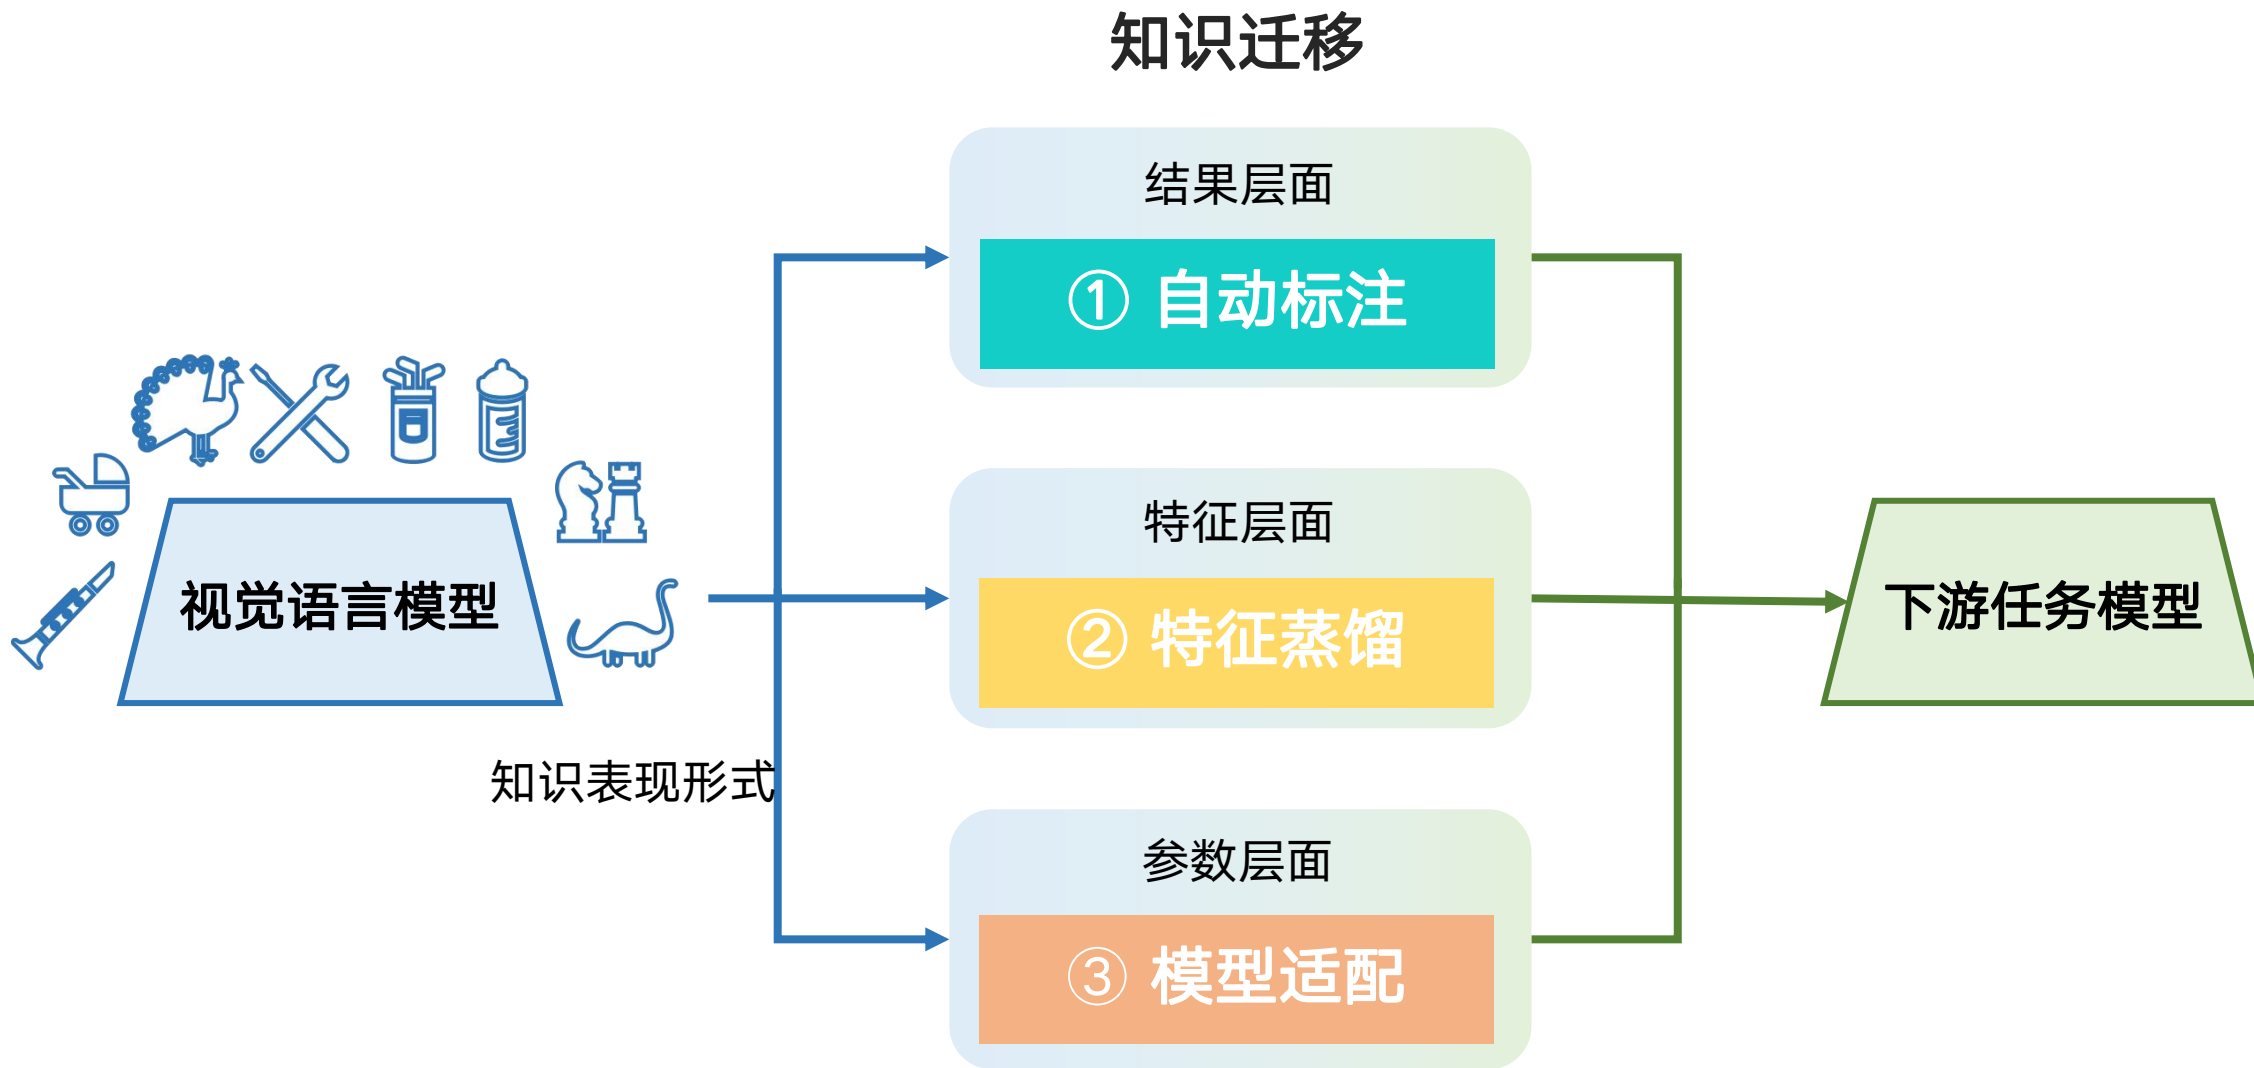 知识迁移
结果层面
① 自动标注
特征层面
② 特征蒸馏
视觉语言模型
下游任务模型
知识表现形式
参数层面
③ 模型适配